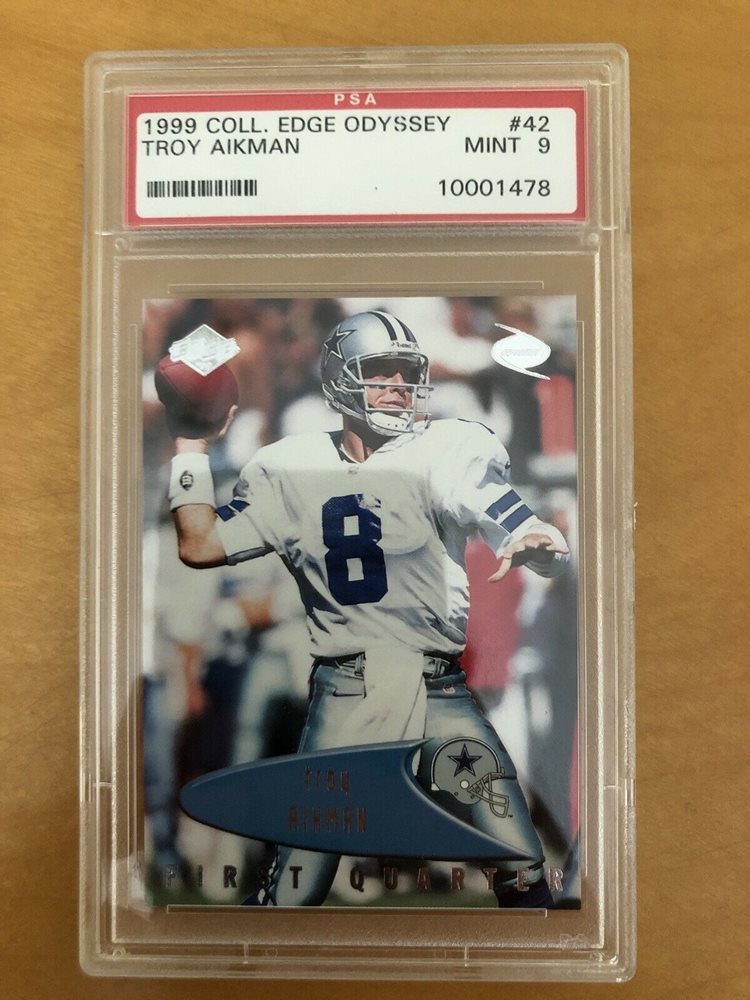 PSA
1999 COLL. EDGE ODYSSEY #42
TROY AIKMAN MINT 9
10001478
8
troy
AIKMAN
FIRST QUARTER